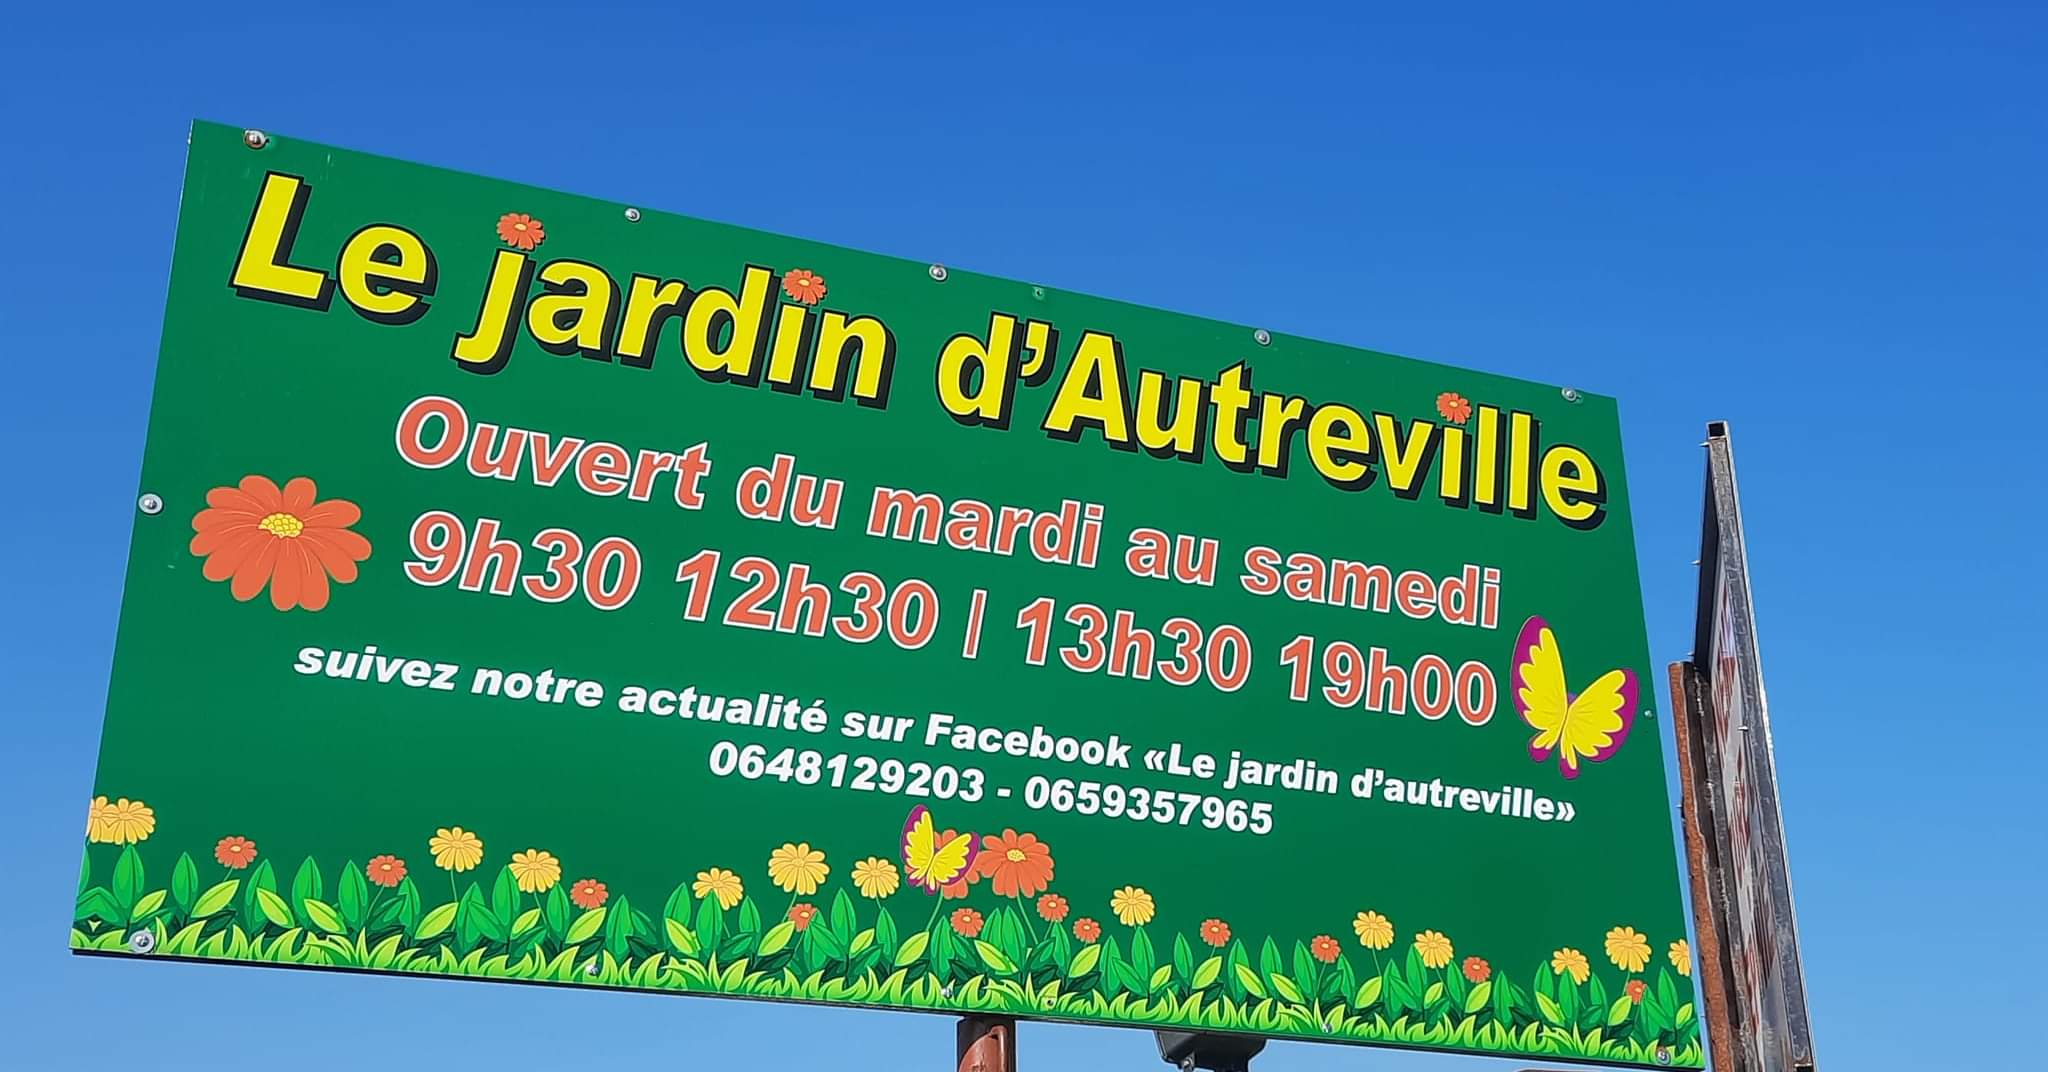 Le jardin d'Autreville
Ouvert du mardi au samedi
9h30 12h30 | 13h30 19h00
suivez notre actualité sur Facebook «Le jardin d'autreville»
0648129203 - 0659357965